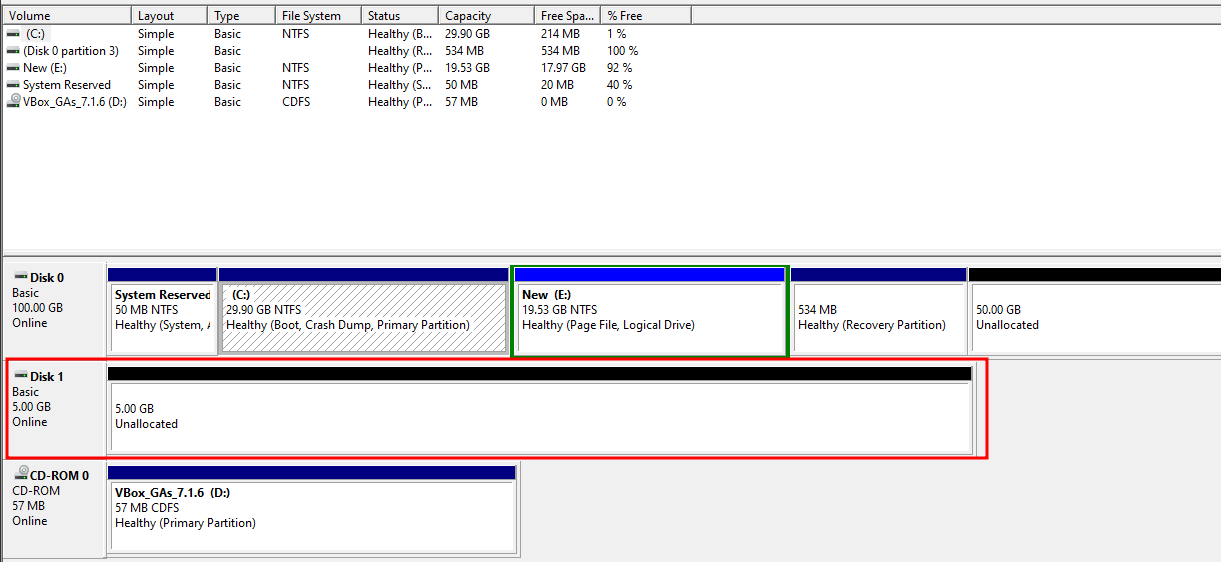 Volume Layout Type File System Status Capacity Free Spa... % Free
(C:) Simple Basic NTFS Healthy (B... 29.90 GB 214 MB 1 %
(Disk 0 partition 3) Simple Basic Healthy (R... 534 MB 534 MB 100 %
New (E:) Simple Basic NTFS Healthy (P... 19.53 GB 17.97 GB 92 %
System Reserved Simple Basic NTFS Healthy (S... 50 MB 20 MB 40 %
VBox_GAs_7.1.6 (D:) Simple Basic CDFS Healthy (P... 57 MB 0 MB 0 %
Disk 0
Basic
100.00 GB
Online
System Reserved
50 MB NTFS
Healthy (System, A
(C:)
29.90 GB NTFS
Healthy (Boot, Crash Dump, Primary Partition)
New (E:)
19.53 GB NTFS
Healthy (Page File, Logical Drive)
534 MB
Healthy (Recovery Partition)
50.00 GB
Unallocated
Disk 1
Basic
5.00 GB
Online
5.00 GB
Unallocated
CD-ROM 0
CD-ROM
57 MB
Online
VBox_GAs_7.1.6 (D:)
57 MB CDFS
Healthy (Primary Partition)